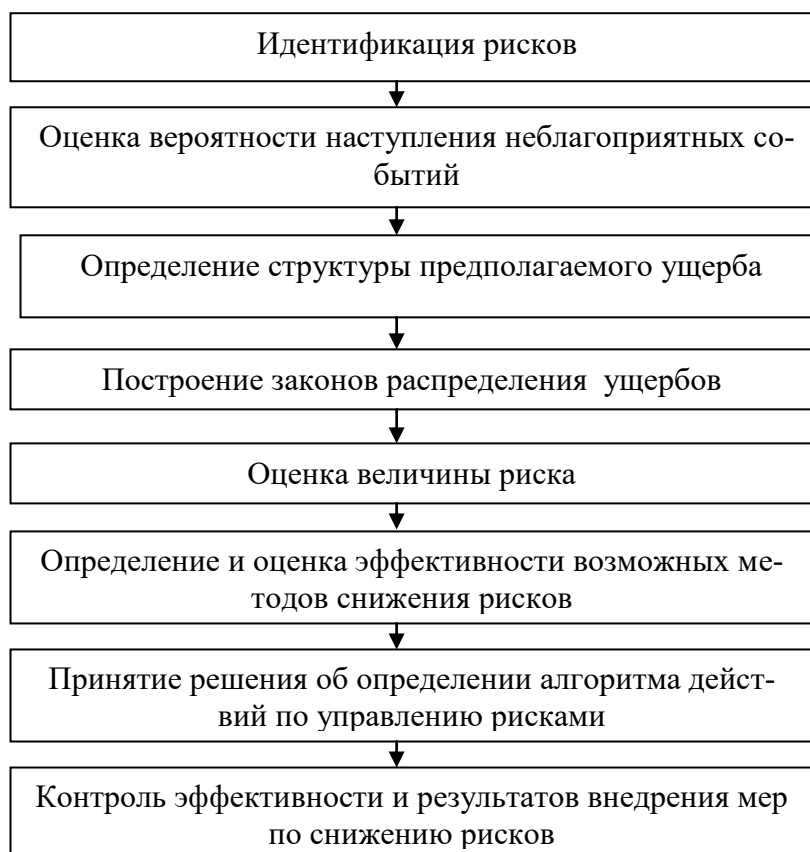 Идентификация рисков
Оценка вероятности наступления неблагоприятных со-
бытий
Определение структуры предполагаемого ущерба
Построение законов распределения ущербов
Оценка величины риска
Определение и оценка эффективности возможных ме-
тодов снижения рисков
Принятие решения об определении алгоритма дейст-
вий по управлению рисками
Контроль эффективности и результатов внедрения мер
по снижению рисков